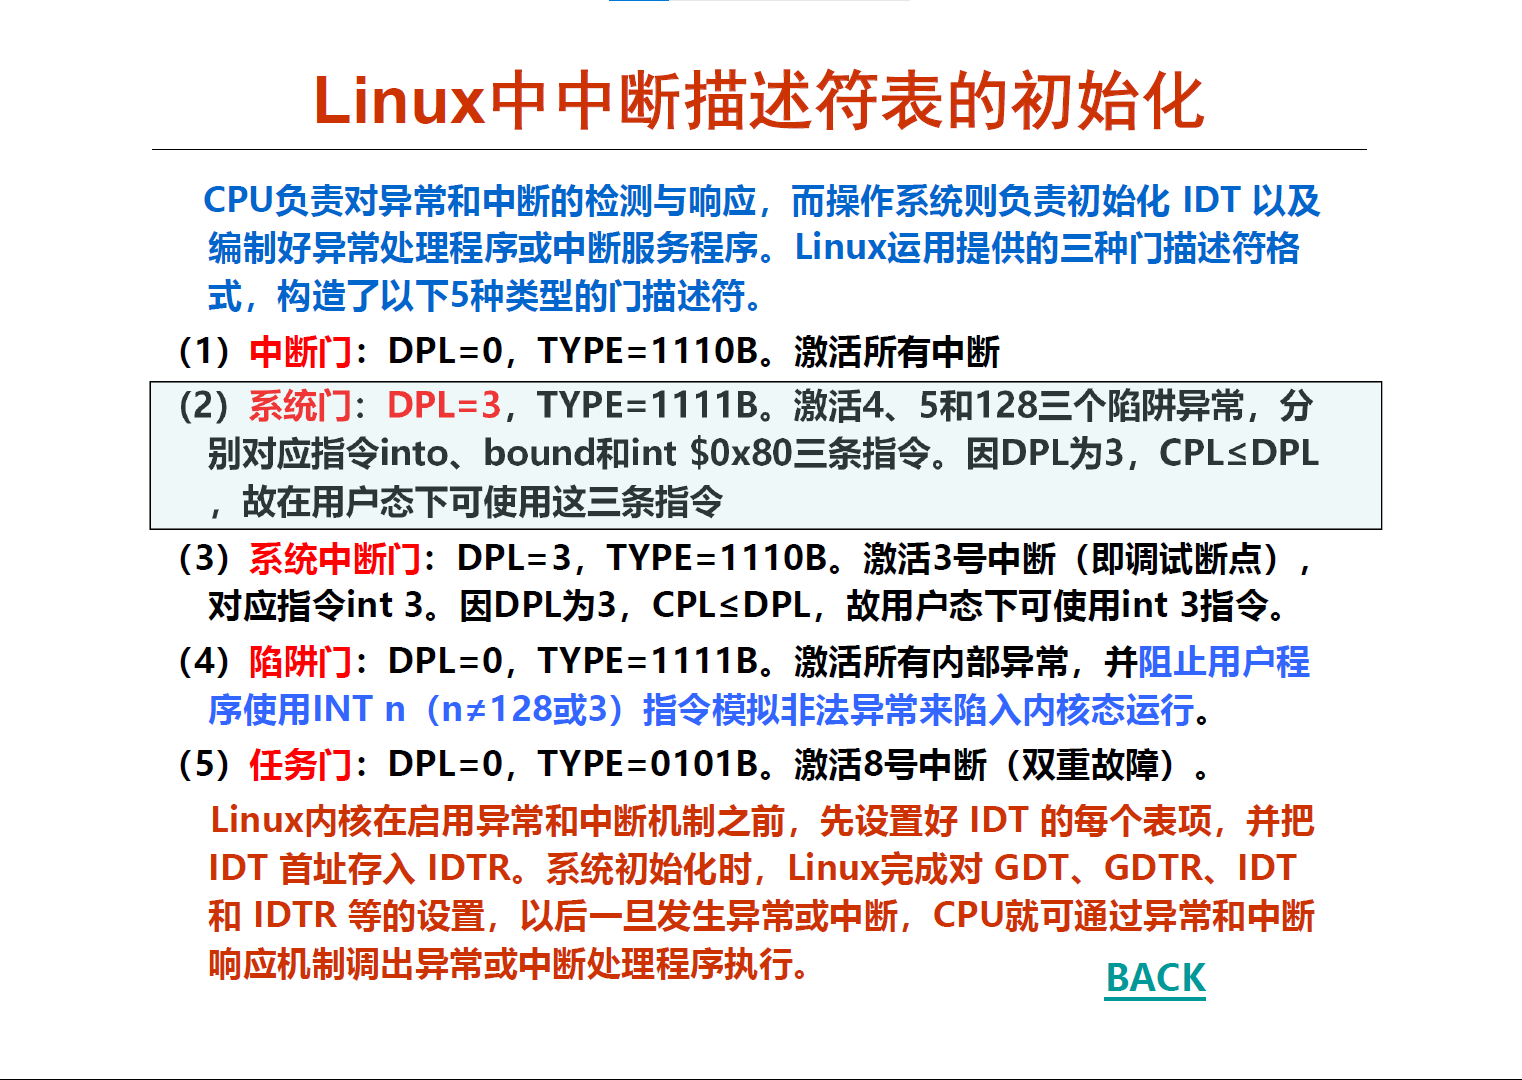 Linux中中断描述符表的初始化
CPU负责对异常和中断的检测与响应，而操作系统则负责初始化 IDT 以及
编制好异常处理程序或中断服务程序。Linux运用提供的三种门描述符格
式，构造了以下5种类型的门描述符。
（1）中断门：DPL=0，TYPE=1110B。激活所有中断
（2）系统门：DPL=3，TYPE=1111B。激活4、5和128三个陷阱异常，分
别对应指令into、bound和int $0x80三条指令。因DPL为3，CPL≤DPL
，故在用户态下可使用这三条指令
（3）系统中断门：DPL=3，TYPE=1110B。激活3号中断（即调试断点），
对应指令int 3。因DPL为3，CPL≤DPL，故用户态下可使用int 3指令。
（4）陷阱门：DPL=0，TYPE=1111B。激活所有内部异常，并阻止用户程
序使用INT n（n≠128或3）指令模拟非法异常来陷入内核态运行。
（5）任务门：DPL=0，TYPE=0101B。激活8号中断（双重故障）。
Linux内核在启用异常和中断机制之前，先设置好 IDT 的每个表项，并把
IDT 首址存入 IDTR。系统初始化时，Linux完成对 GDT、GDTR、IDT
和 IDTR 等的设置，以后一旦发生异常或中断，CPU就可通过异常和中断
响应机制调出异常或中断处理程序执行。
BACK